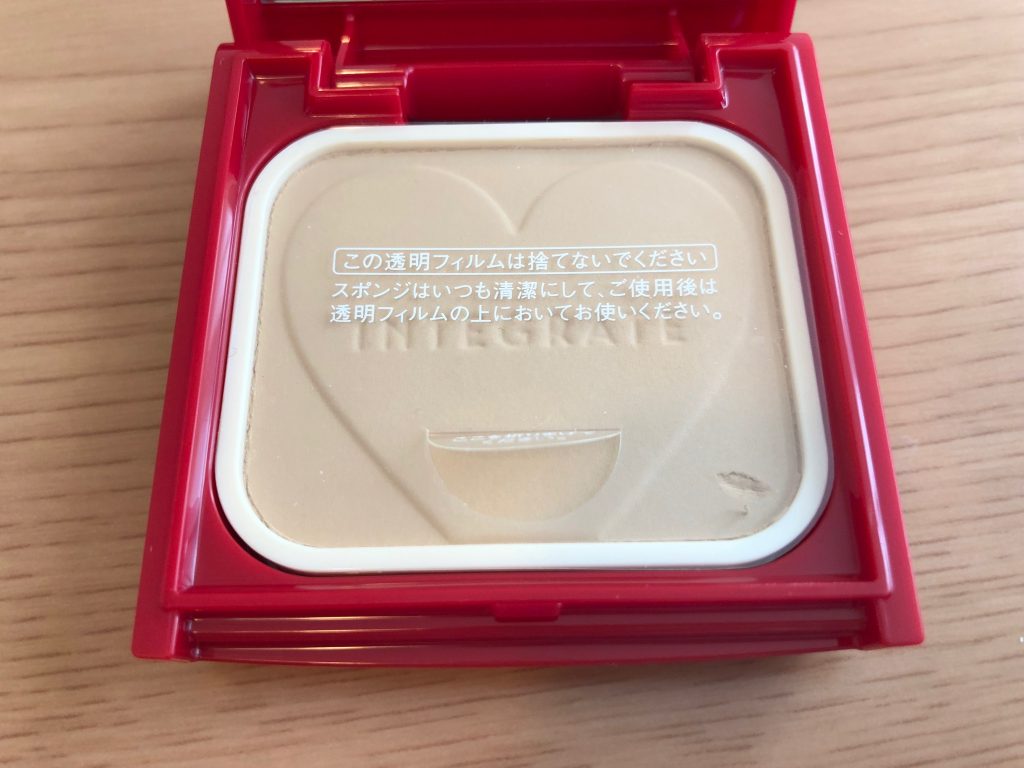 この透明フィルムは捨てないでください
スポンジはいつも清潔にして、ご使用後は
透明フィルムの上においてお使いください。
INTEGRATE